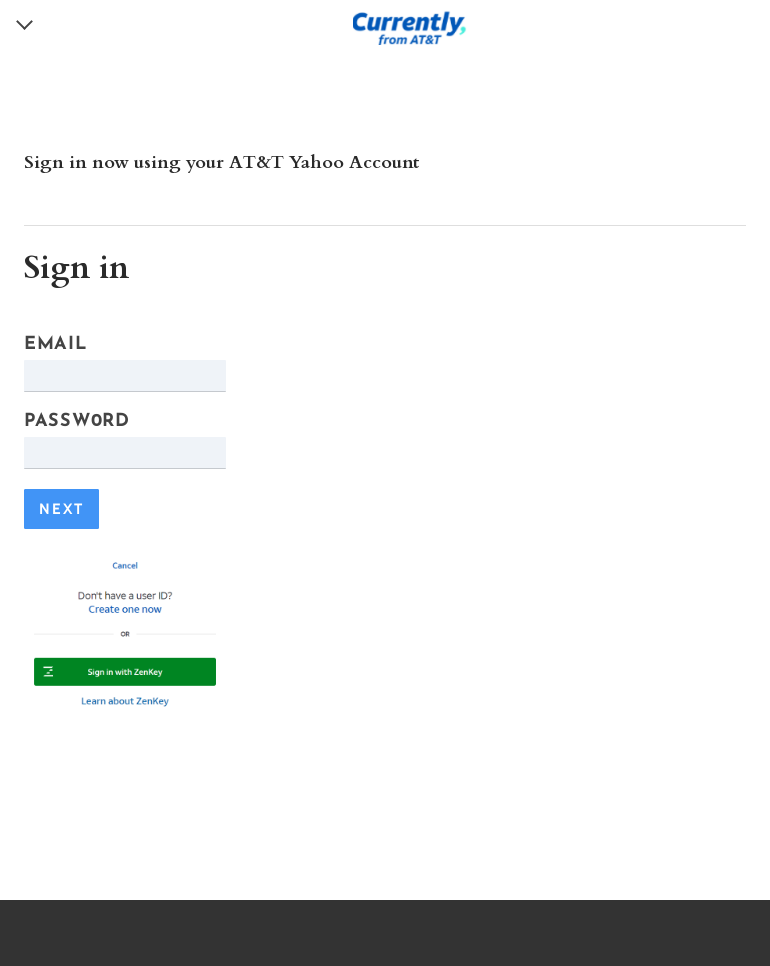 Currently,
from AT&T
Sign in now using your AT&T Yahoo Account
Sign in
EMAIL
PASSW0RD
NEXT
Cancel
Don't have a user ID?
Create one now
OR
Sign in with ZenKey
Learn about ZenKey